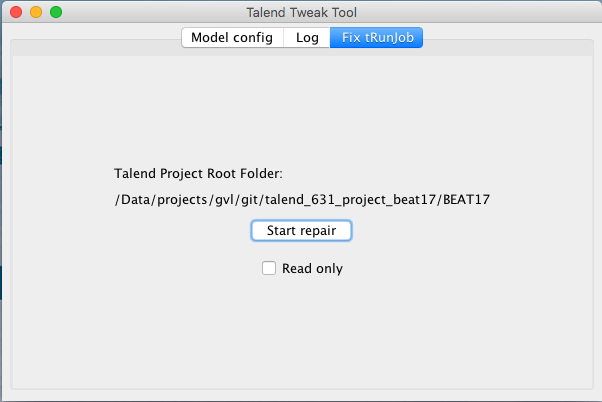 Talend Tweak Tool
Model config Log Fix tRunJob
Talend Project Root Folder:
/Data/projects/gvl/git/talend_631_project_beat17/BEAT17
Start repair
Read only